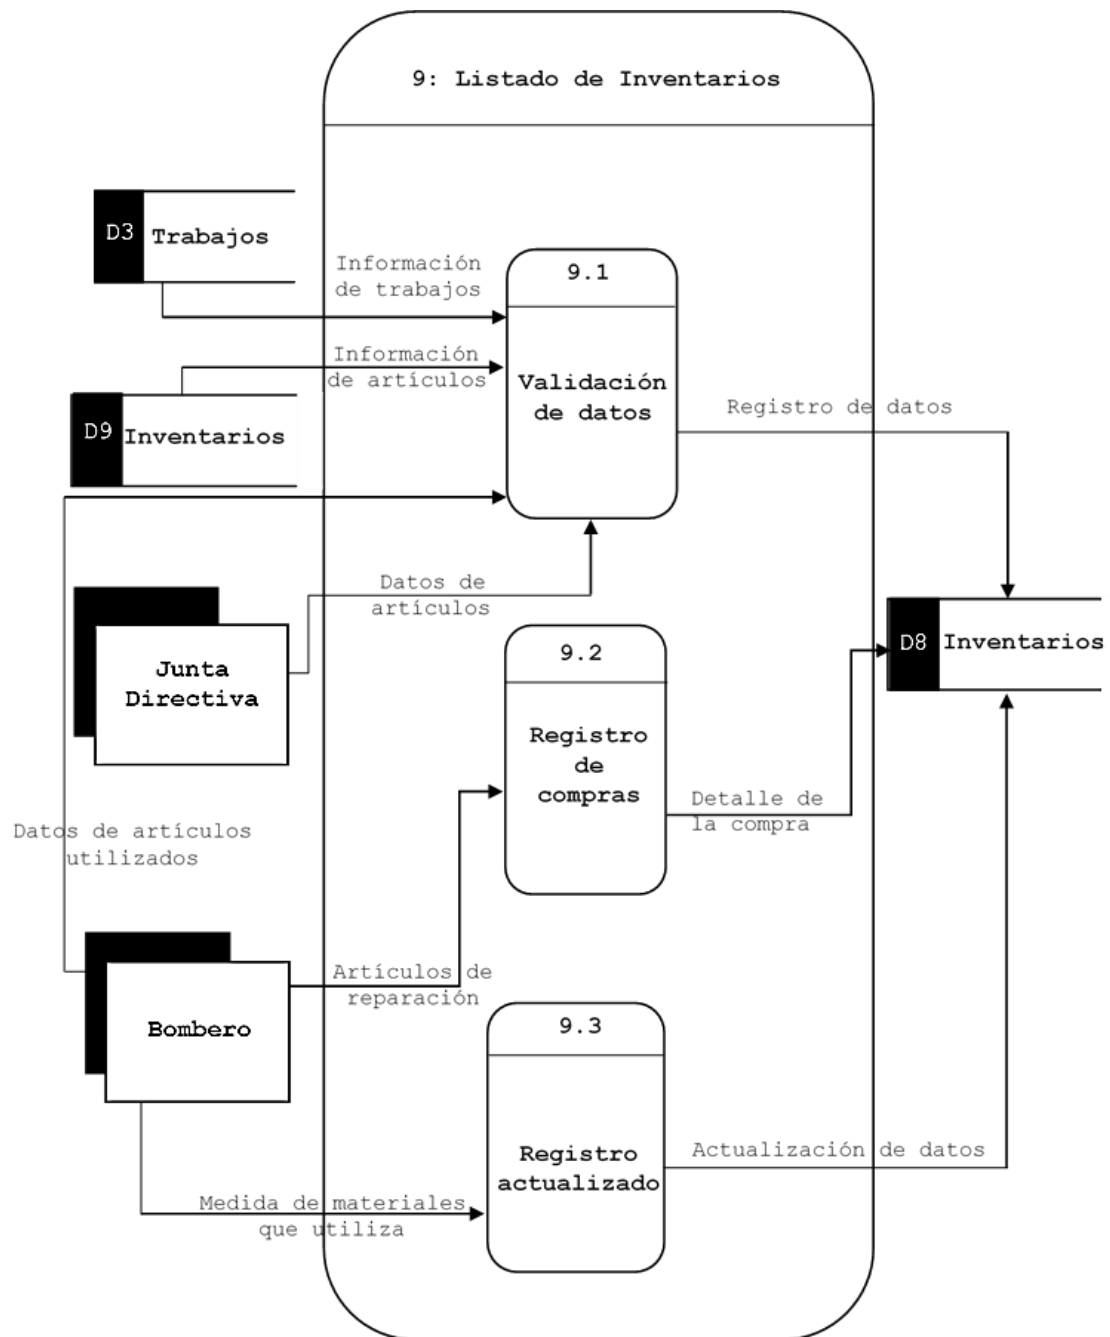 9: Listado de Inventarios
D3
Trabajos
Información
de trabajos
9.1
Validación
de datos
Información
de artículos
D9
Inventarios
Registro de datos
Datos de
artículos
Junta
Directiva
9.2
Registro
de
compras
D8
Inventarios
Detalle de
la compra
Datos de artículos
utilizados
Artículos de
reparación
Bombero
9.3
Registro
actualizado
Actualización de datos
Medida de materiales
que utiliza